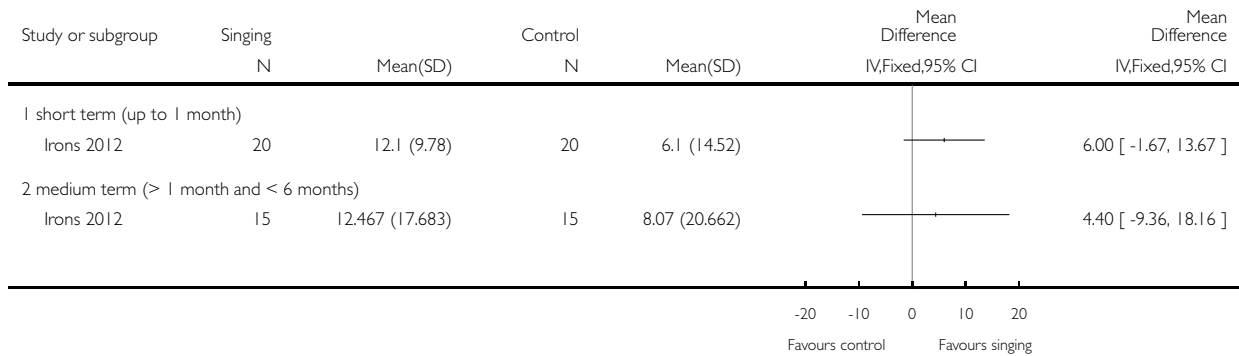 Study or subgroup Singing Control Mean Difference Mean Difference
N Mean(SD) N Mean(SD) IV,Fixed,95% CI IV,Fixed,95% CI
1 short term (up to 1 month)
Irons 2012 20 12.1 (9.78) 20 6.1 (14.52) 6.00 [ -1.67, 13.67 ]
2 medium term (> 1 month and < 6 months)
Irons 2012 15 12.467 (17.683) 15 8.07 (20.662) 4.40 [ -9.36, 18.16 ]
-20 -10 0 10 20
Favours control Favours singing